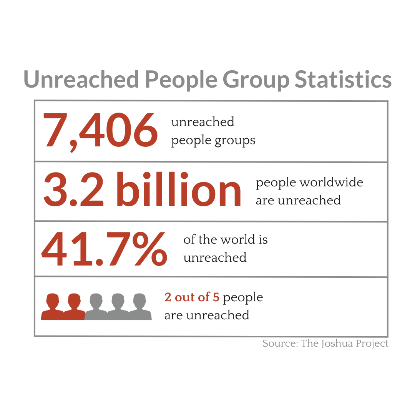 Unreached People Group Statistics
7,406 unreached
people groups
3.2 billion people worldwide
are unreached
41.7% of the world is
unreached
2 out of 5 people
are unreached
Source: The Joshua Project